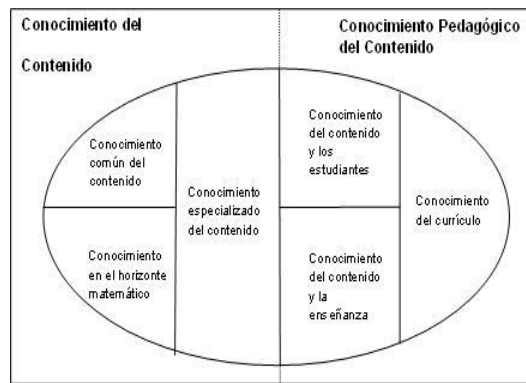 Conocimiento del
Contenido
Conocimiento Pedagógico
del Contenido
Conocimiento
común del
contenido
Conocimiento
en el horizonte
matemático
Conocimiento
especializado
del contenido
Conocimiento
del contenido
y los
estudiantes
Conocimiento
del contenido
y la
enseñanza
Conocimiento
del currículo